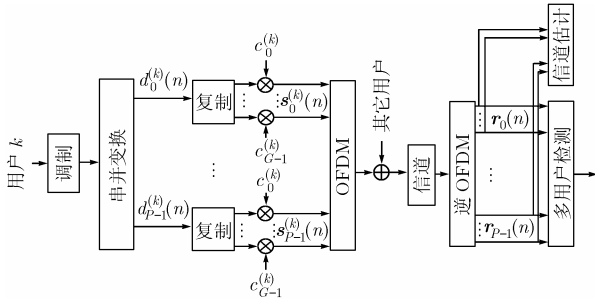 用户 k
调制
串并变换
d_0^{(k)}(n)
复制
c_0^{(k)}
⋮ s_0^{(k)}(n)
c_{G-1}^{(k)}
⋮
c_0^{(k)}
d_{P-1}^{(k)}(n)
复制
⋮ s_{P-1}^{(k)}(n)
c_{G-1}^{(k)}
OFDM
其它用户
信道
逆 OFDM
⋮ r_0(n)
⋮
⋮ r_{P-1}(n)
信道估计
多用户检测